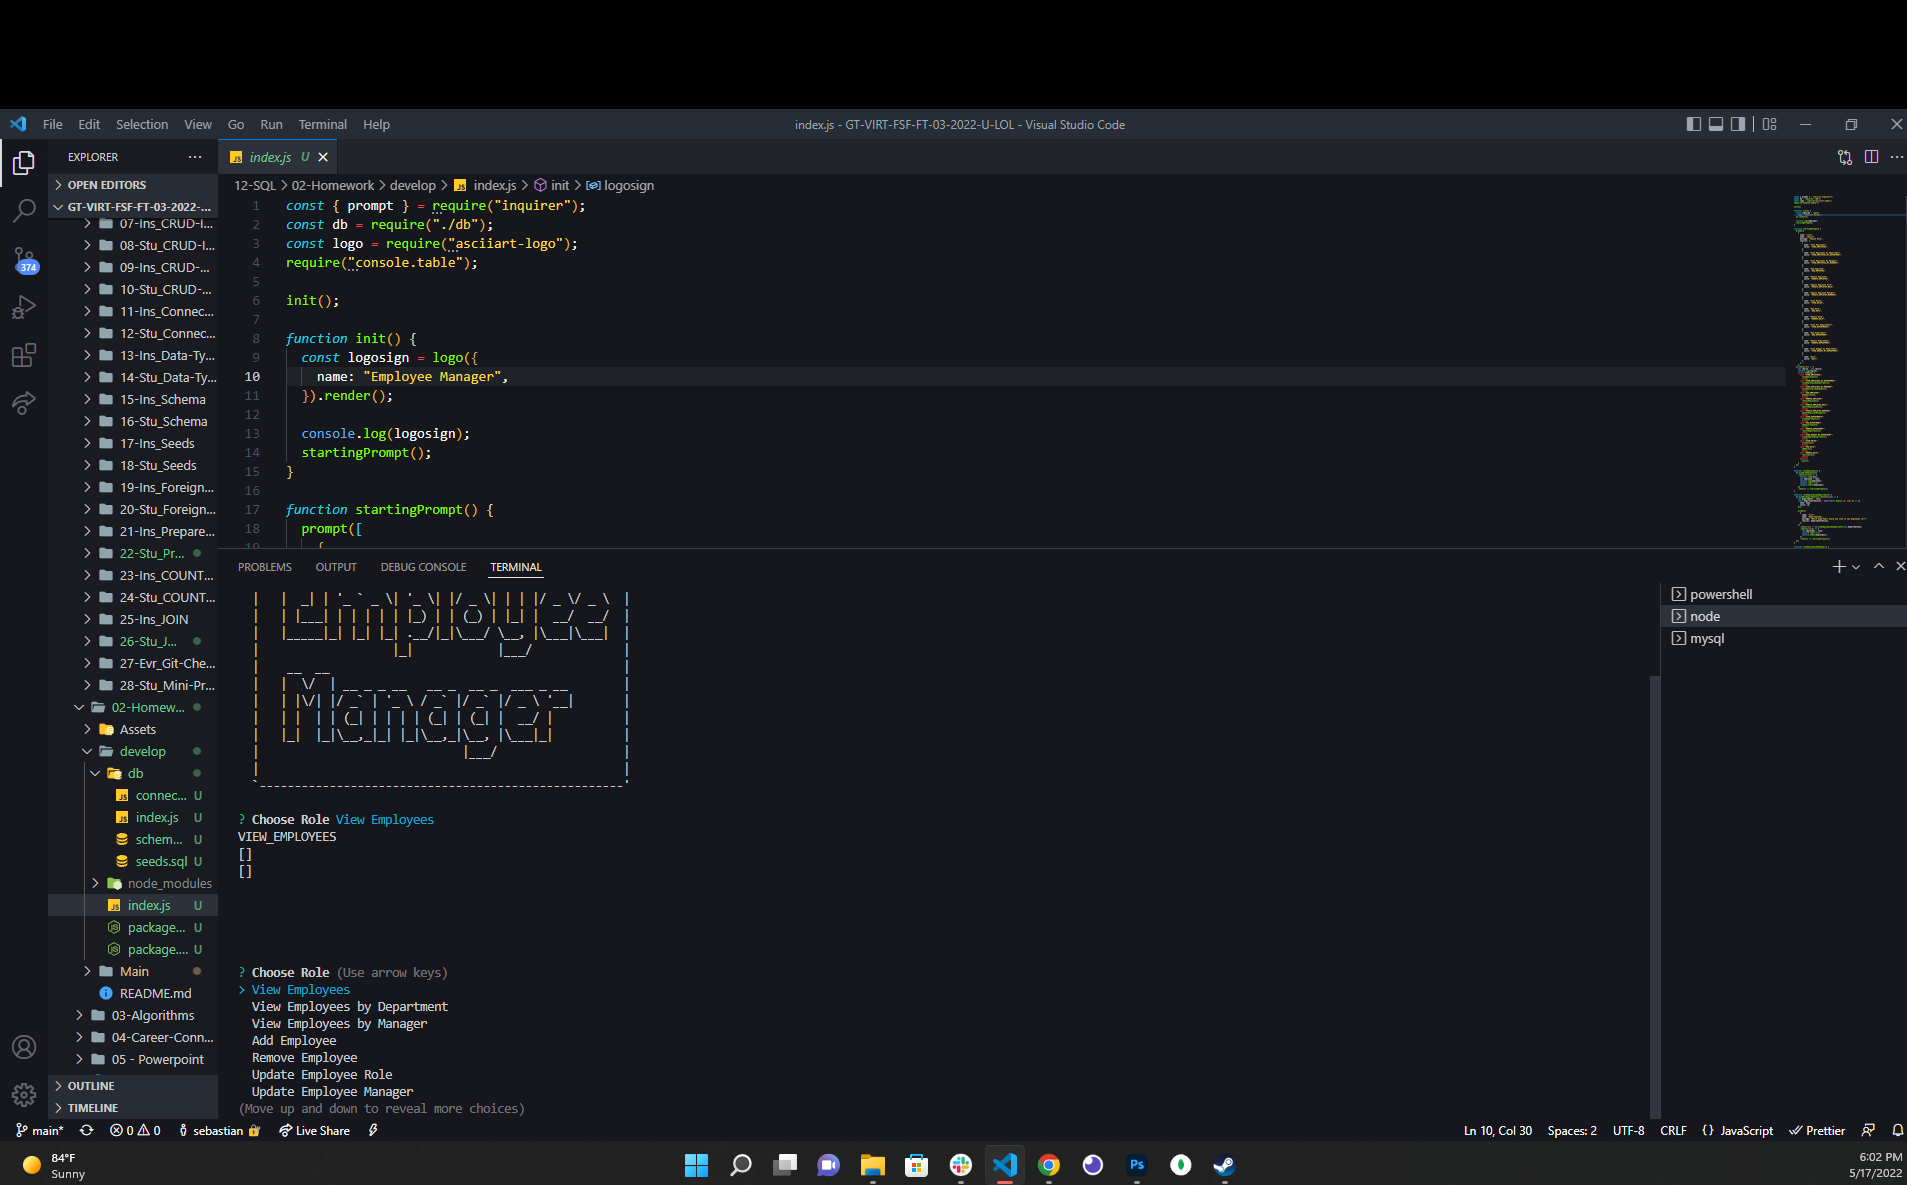 File Edit Selection View Go Run Terminal Help
index.js - GT-VIRT-FSF-FT-03-2022-U-LOL - Visual Studio Code
EXPLORER
index.js U
OPEN EDITORS
GT-VIRT-FSF-FT-03-2022-...
07-Ins_CRUD-I...
08-Stu_CRUD-I...
09-Ins_CRUD-...
10-Stu_CRUD-...
11-Ins_Connec...
12-Stu_Connec...
13-Ins_Data-Ty...
14-Stu_Data-Ty...
15-Ins_Schema
16-Stu_Schema
17-Ins_Seeds
18-Stu_Seeds
19-Ins_Foreign...
20-Stu_Foreign...
21-Ins_Prepare...
22-Stu_Pr...
23-Ins_COUNT...
24-Stu_COUNT...
25-Ins_JOIN
26-Stu_J...
27-Evr_Git-Che...
28-Stu_Mini-Pr...
02-Homew...
Assets
develop
db
connec... U
index.js U
schem... U
seeds.sql U
node_modules
index.js U
package... U
package.... U
Main
README.md
03-Algorithms
04-Career-Conn...
05 - Powerpoint
OUTLINE
TIMELINE
374
12-SQL > 02-Homework > develop > JS index.js > init > logosign
1 const { prompt } = require("inquirer");
2 const db = require("./db");
3 const logo = require("asciiart-logo");
4 require("console.table");
5
6 init();
7
8 function init() {
9 const logosign = logo({
10 name: "Employee Manager",
11 }).render();
12
13 console.log(logosign);
14 startingPrompt();
15 }
16
17 function startingPrompt() {
18 prompt([
19 {
PROBLEMS OUTPUT DEBUG CONSOLE TERMINAL
powershell
node
mysql
Employee
Manager
? Choose Role View Employees
VIEW_EMPLOYEES
[]
[]
? Choose Role (Use arrow keys)
> View Employees
View Employees by Department
View Employees by Manager
Add Employee
Remove Employee
Update Employee Role
Update Employee Manager
(Move up and down to reveal more choices)
main* 0 0 sebastian Live Share
Ln 10, Col 30 Spaces: 2 UTF-8 CRLF {} JavaScript Prettier
84°F
Sunny
Ps
6:02 PM
5/17/2022